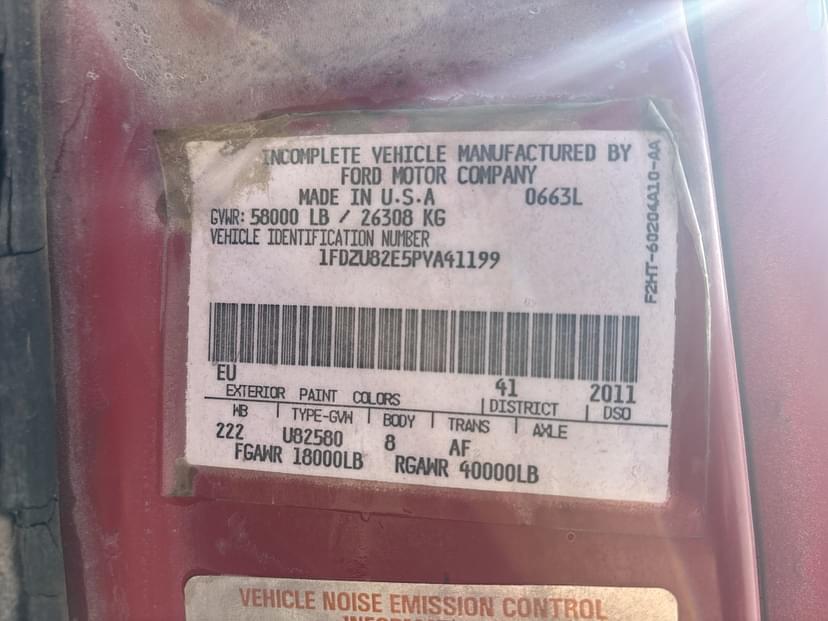 INCOMPLETE VEHICLE MANUFACTURED BY
FORD MOTOR COMPANY
MADE IN U.S.A 0663L
GVWR: 58000 LB / 26308 KG
VEHICLE IDENTIFICATION NUMBER
1FDZU82E5PVA41199
F2HT-60204A10-AA
EU 41 2011
EXTERIOR PAINT COLORS DISTRICT DSO
WB TYPE-GVW BODY TRANS AXLE
222 U82580 8 AF
FGAWR 18000LB RGAWR 40000LB
VEHICLE NOISE EMISSION CONTROL